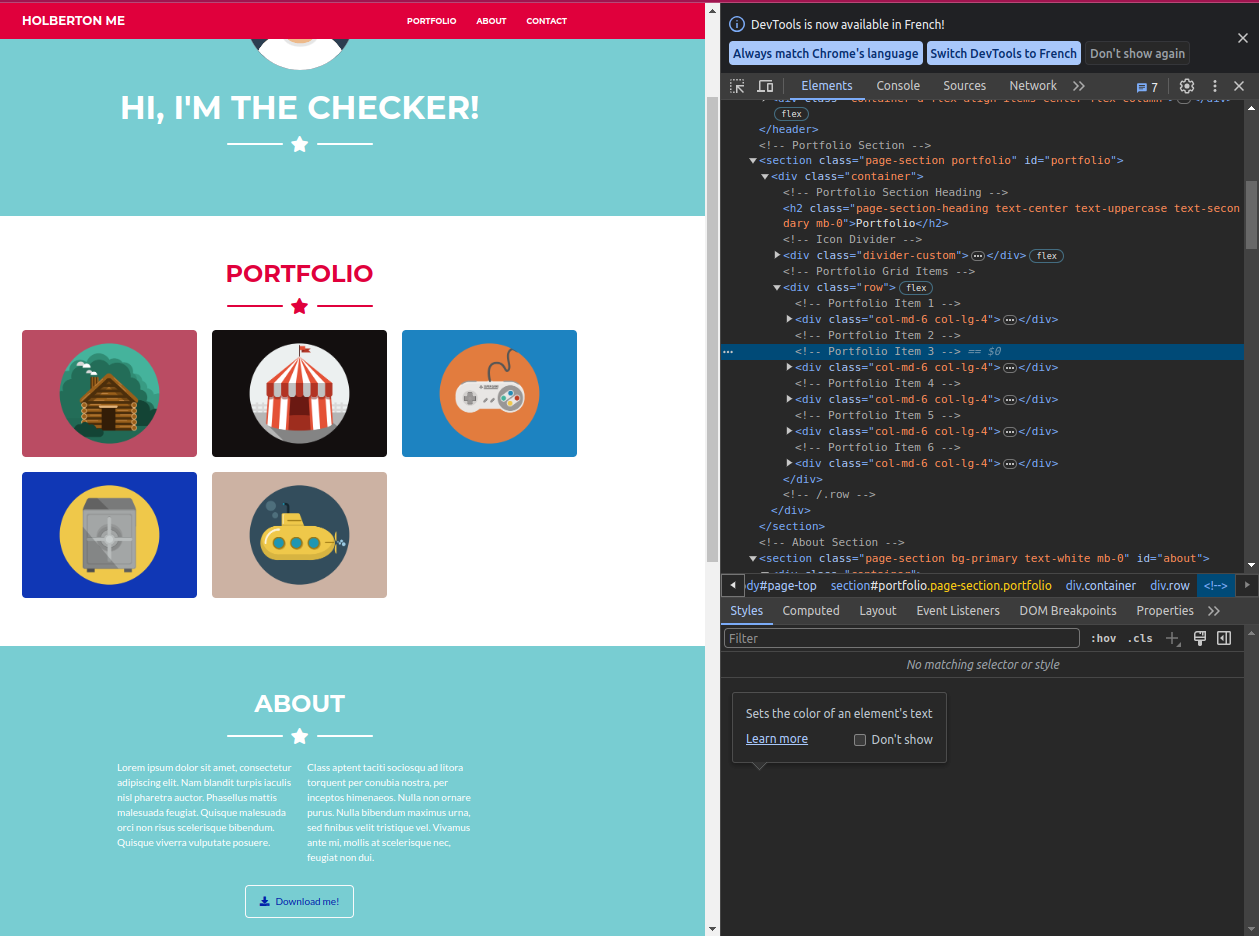 HOLBERTON ME
PORTFOLIO ABOUT CONTACT
HI, I'M THE CHECKER!
PORTFOLIO
ABOUT
Lorem ipsum dolor sit amet, consectetur
adipiscing elit. Nam blandit turpis iaculis
nisl pharetra auctor. Phasellus mattis
malesuada feugiat. Quisque malesuada
orci non risus scelerisque bibendum.
Quisque viverra vulputate posuere.
Class aptent taciti sociosqu ad litora
torquent per conubia nostra, per
inceptos himenaeos. Nulla non ornare
purus. Nulla bibendum maximus urna,
sed finibus velit tristique vel. Vivamus
ante mi, mollis at scelerisque nec,
feugiat non dui.
Download me!
DevTools is now available in French!
Always match Chrome's language Switch DevTools to French Don't show again
Elements Console Sources Network 7
flex
</header>
<!-- Portfolio Section -->
<section class="page-section portfolio" id="portfolio">
<div class="container">
<!-- Portfolio Section Heading -->
<h2 class="page-section-heading text-center text-uppercase text-secon
dary mb-0">Portfolio</h2>
<!-- Icon Divider -->
<div class="divider-custom">…</div> flex
<!-- Portfolio Grid Items -->
<div class="row"> flex
<!-- Portfolio Item 1 -->
<div class="col-md-6 col-lg-4">…</div>
<!-- Portfolio Item 2 -->
… <!-- Portfolio Item 3 --> == $0
<div class="col-md-6 col-lg-4">…</div>
<!-- Portfolio Item 4 -->
<div class="col-md-6 col-lg-4">…</div>
<!-- Portfolio Item 5 -->
<div class="col-md-6 col-lg-4">…</div>
<!-- Portfolio Item 6 -->
<div class="col-md-6 col-lg-4">…</div>
</div>
<!-- /.row -->
</div>
</section>
<!-- About Section -->
<section class="page-section bg-primary text-white mb-0" id="about">
dy#page-top section#portfolio.page-section.portfolio div.container div.row <!-->
Styles Computed Layout Event Listeners DOM Breakpoints Properties
Filter :hov .cls
No matching selector or style
Sets the color of an element's text
Learn more Don't show